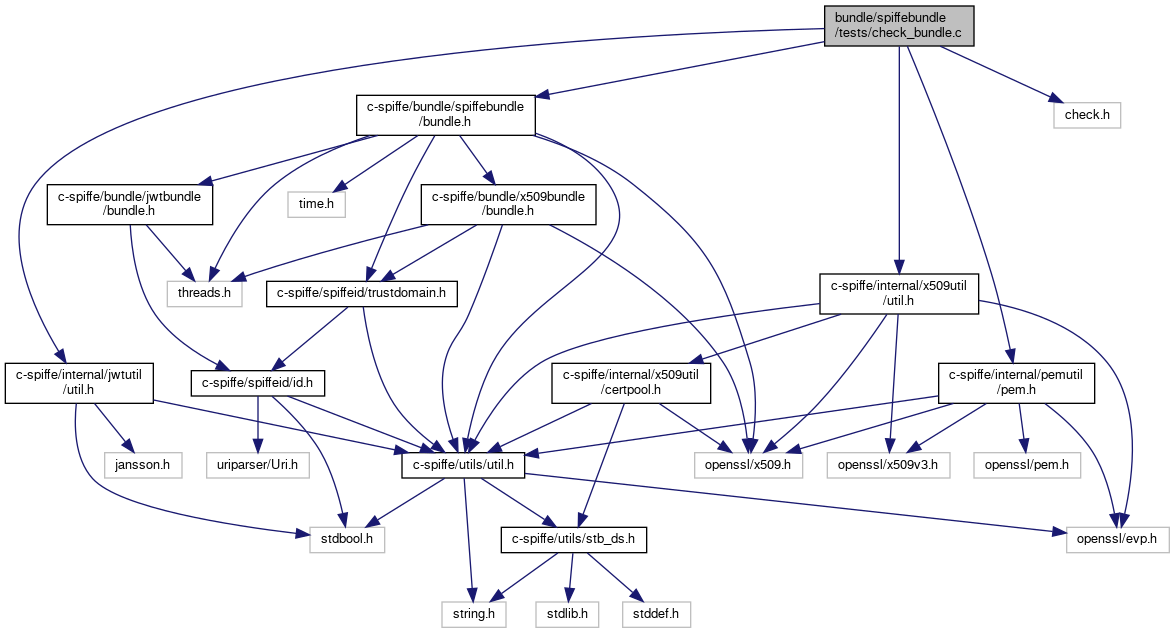 bundle/spiffebundle
/tests/check_bundle.c
c-spiffe/bundle/spiffebundle
/bundle.h
check.h
c-spiffe/bundle/jwtbundle
/bundle.h
time.h
c-spiffe/bundle/x509bundle
/bundle.h
threads.h
c-spiffe/spiffeid/trustdomain.h
c-spiffe/internal/x509util
/util.h
c-spiffe/internal/jwtutil
/util.h
c-spiffe/spiffeid/id.h
c-spiffe/internal/x509util
/certpool.h
c-spiffe/internal/pemutil
/pem.h
jansson.h
uriparser/Uri.h
c-spiffe/utils/util.h
openssl/x509.h
openssl/x509v3.h
openssl/pem.h
stdbool.h
c-spiffe/utils/stb_ds.h
openssl/evp.h
string.h
stdlib.h
stddef.h